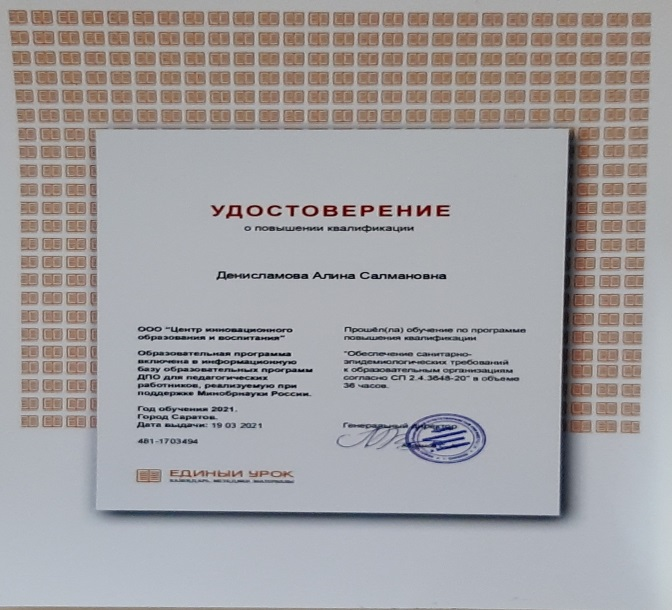 УДОСТОВЕРЕНИЕ
о повышении квалификации
Денисламова Алина Салмановна
ООО "Центр инновационного
образования и воспитания"
Образовательная программа
включена в информационную
базу образовательных программ
ДПО для педагогических
работников, реализуемую при
поддержке Минобрнауки России.
Год обучения 2021.
Город Саратов.
Дата выдачи: 19 03 2021
481-1703494
ЕДИНЫЙ УРОК
КАЛЕНДАРЬ, МЕТОДИКИ, МАТЕРИАЛЫ
Прошёл(ла) обучение по программе
повышения квалификации
"Обеспечение санитарно-
эпидемиологических требований
к образовательным организациям
согласно СП 2.4.3648-20" в объеме
36 часов.
Генеральный директор